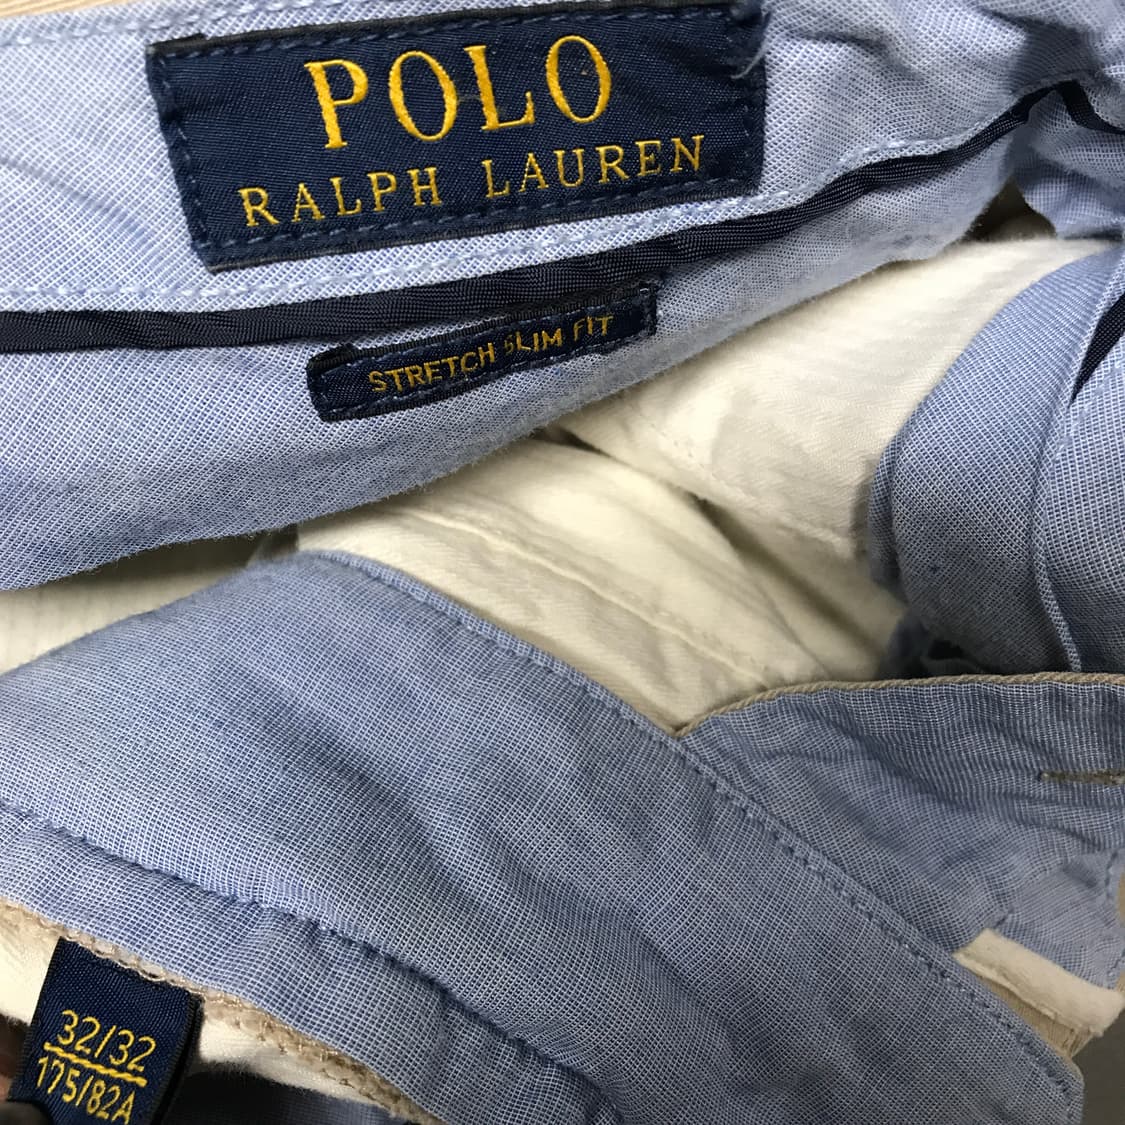 POLO
RALPH LAUREN
STRETCH SLIM FIT
32/32
175/82A